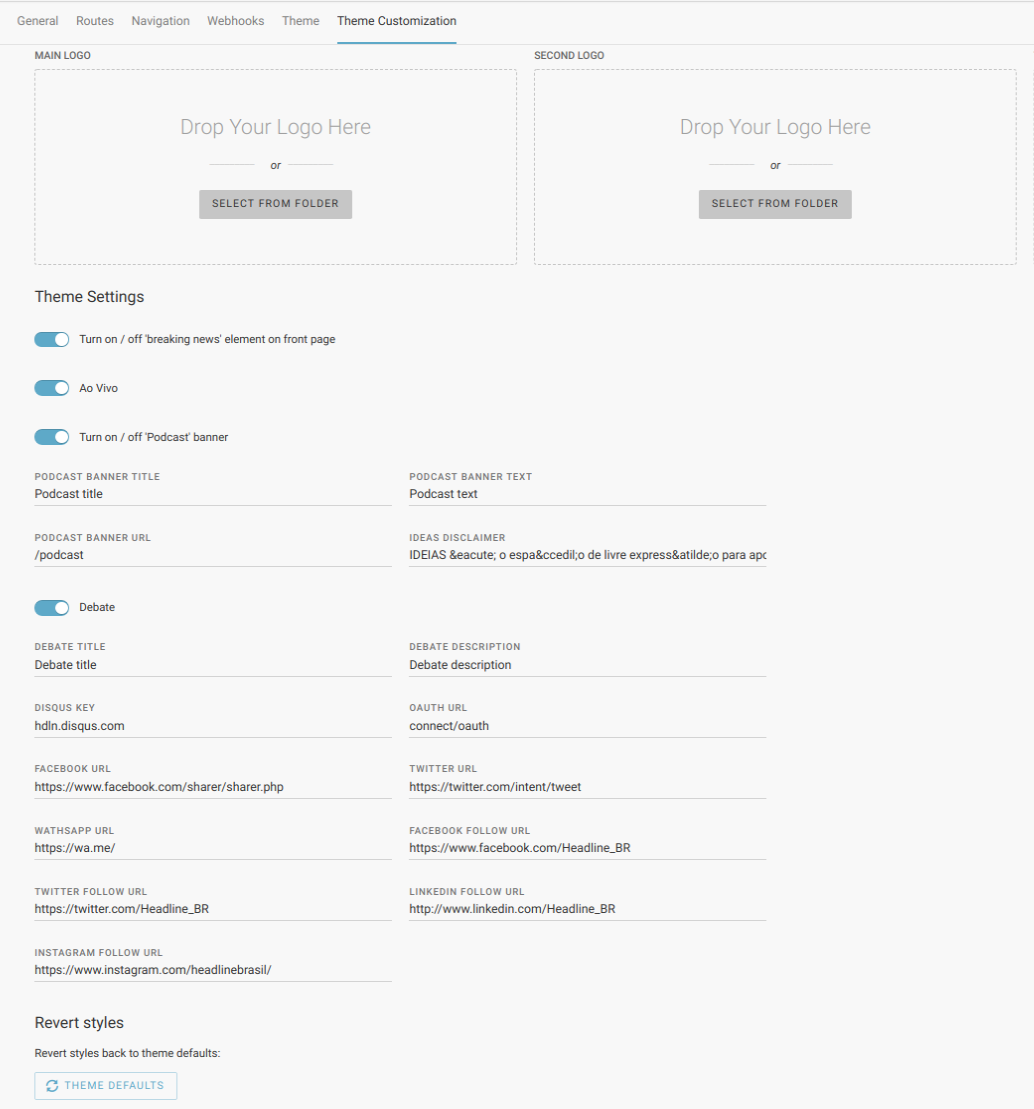 General Routes Navigation Webhooks Theme Theme Customization
MAIN LOGO SECOND LOGO
Drop Your Logo Here Drop Your Logo Here
or or
SELECT FROM FOLDER SELECT FROM FOLDER
Theme Settings
Turn on / off 'breaking news' element on front page
Ao Vivo
Turn on / off 'Podcast' banner
PODCAST BANNER TITLE PODCAST BANNER TEXT
Podcast title Podcast text
PODCAST BANNER URL IDEAS DISCLAIMER
/podcast IDEIAS &eacute; o espa&ccedil;o de livre express&atilde;o para apo
Debate
DEBATE TITLE DEBATE DESCRIPTION
Debate title Debate description
DISQUS KEY OAUTH URL
hdln.disqus.com connect/oauth
FACEBOOK URL TWITTER URL
https://www.facebook.com/sharer/sharer.php https://twitter.com/intent/tweet
WATHSAPP URL FACEBOOK FOLLOW URL
https://wa.me/ https://www.facebook.com/Headline_BR
TWITTER FOLLOW URL LINKEDIN FOLLOW URL
https://twitter.com/Headline_BR http://www.linkedin.com/Headline_BR
INSTAGRAM FOLLOW URL
https://www.instagram.com/headlinebrasil/
Revert styles
Revert styles back to theme defaults:
THEME DEFAULTS